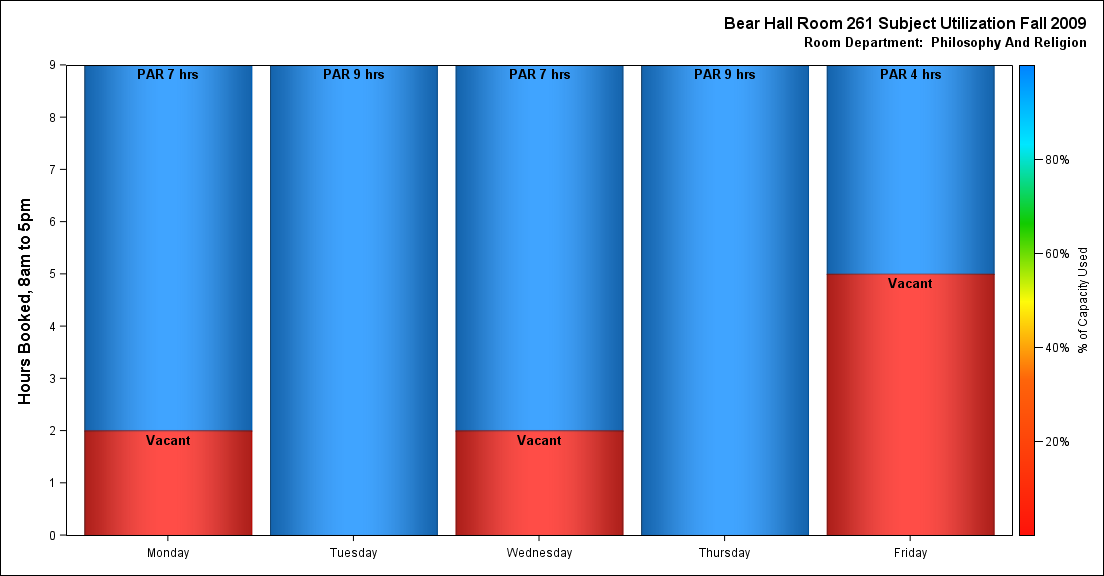 Bear Hall Room 261 Subject Utilization Fall 2009
Room Department:  Philosophy And Religion
Hours Booked, 8am to 5pm
9
8
7
6
5
4
3
2
1
0
PAR 7 hrs
PAR 9 hrs
PAR 7 hrs
PAR 9 hrs
PAR 4 hrs
Vacant
Vacant
Vacant
Monday
Tuesday
Wednesday
Thursday
Friday
80%
60%
40%
20%
% of Capacity Used